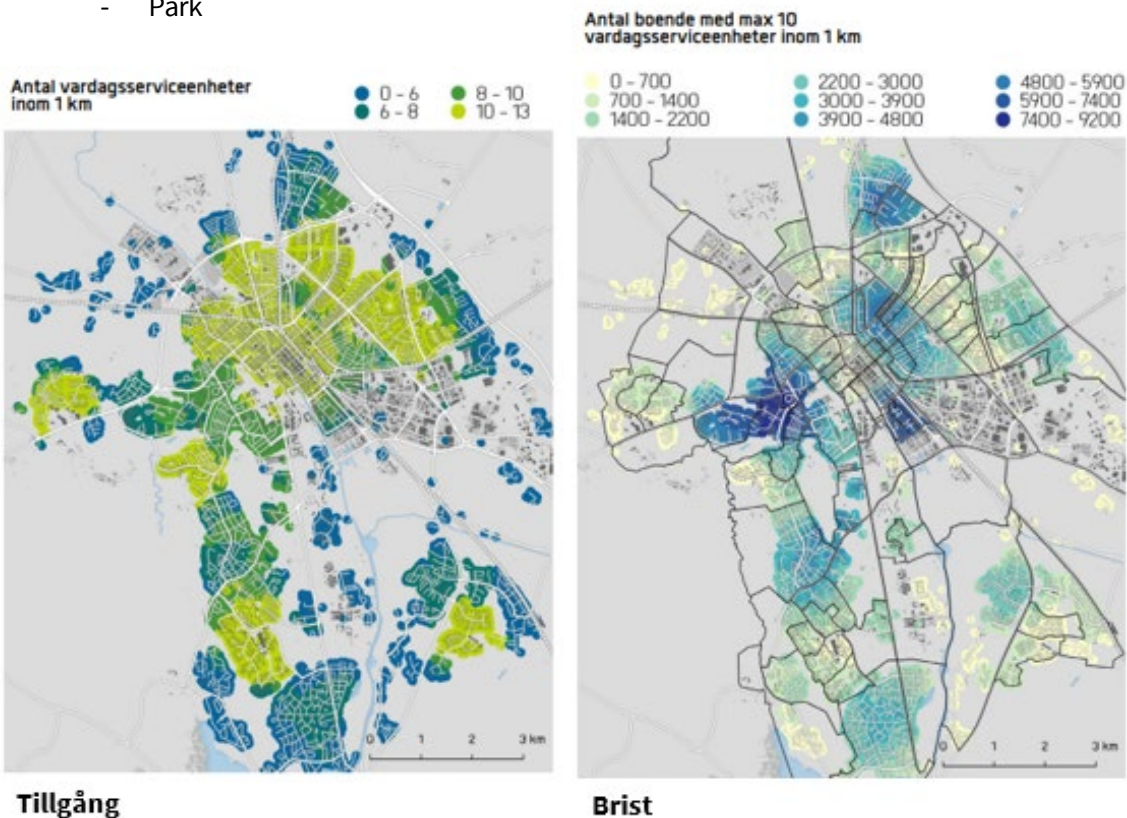 - Park
Antal vardagsserviceenheter
inom 1 km
0 - 6
6 - 8
8 - 10
10 - 13
Antal boende med max 10
vardagsserviceenheter inom 1 km
0 - 700
700 - 1400
1400 - 2200
2200 - 3000
3000 - 3900
3900 - 4800
4800 - 5900
5900 - 7400
7400 - 9200
0 1 2 3 km
0 1 2 3 km
Tillgång
Brist